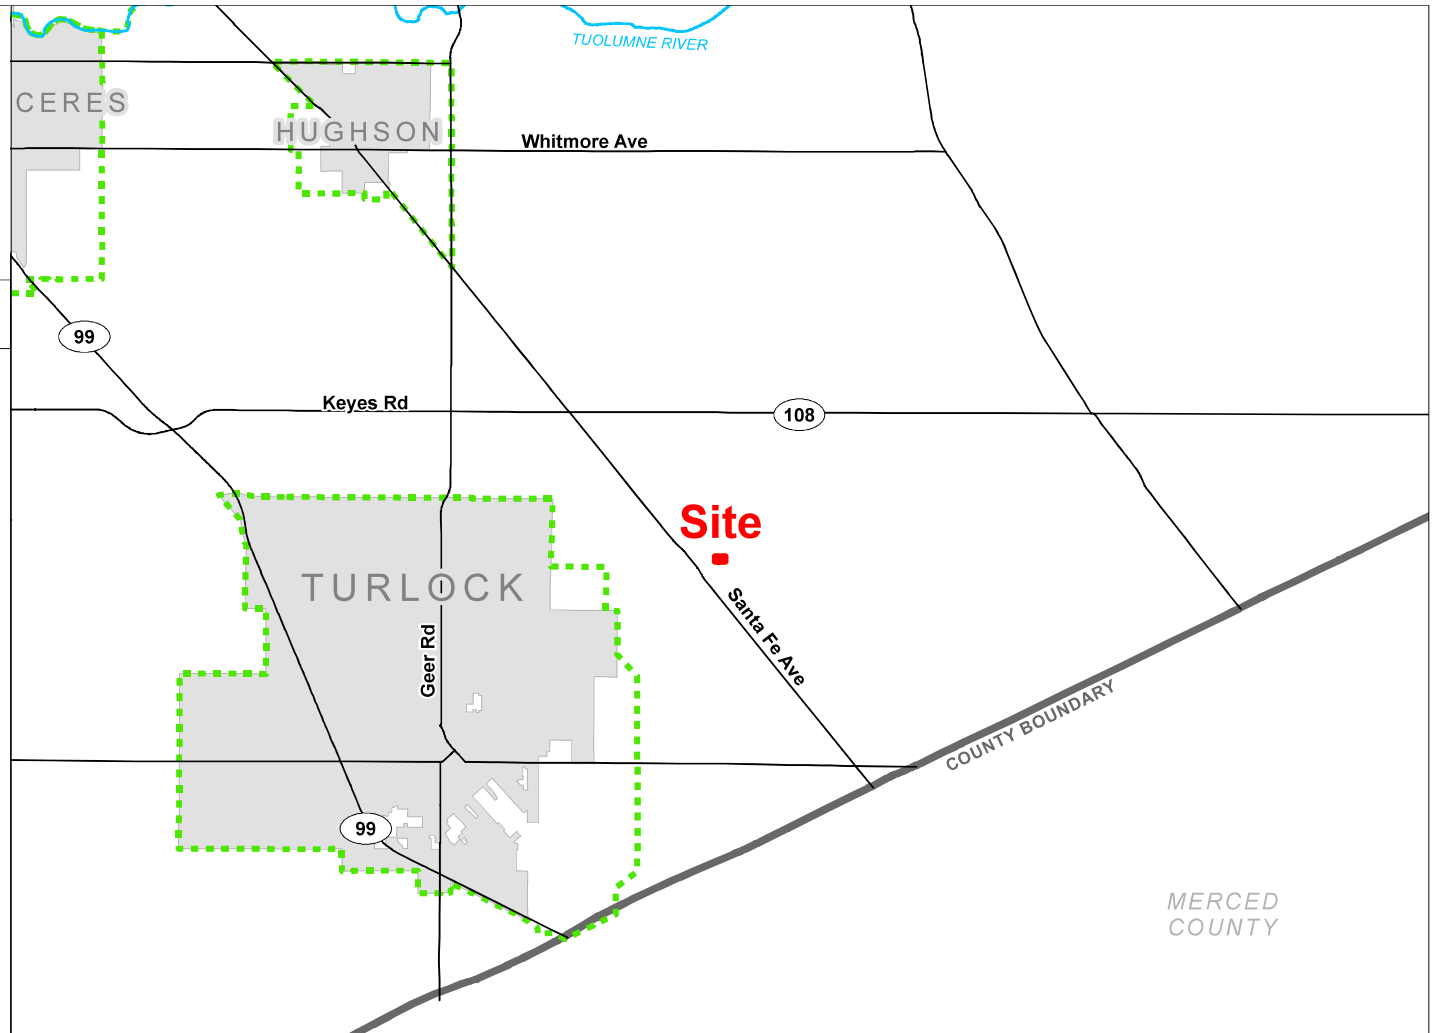 TUOLUMNE RIVER
CERES
HUGHSON
Whitmore Ave
99
Keyes Rd
108
Site
TURLOCK
Santa Fe Ave
Geer Rd
COUNTY BOUNDARY
99
MERCED
COUNTY